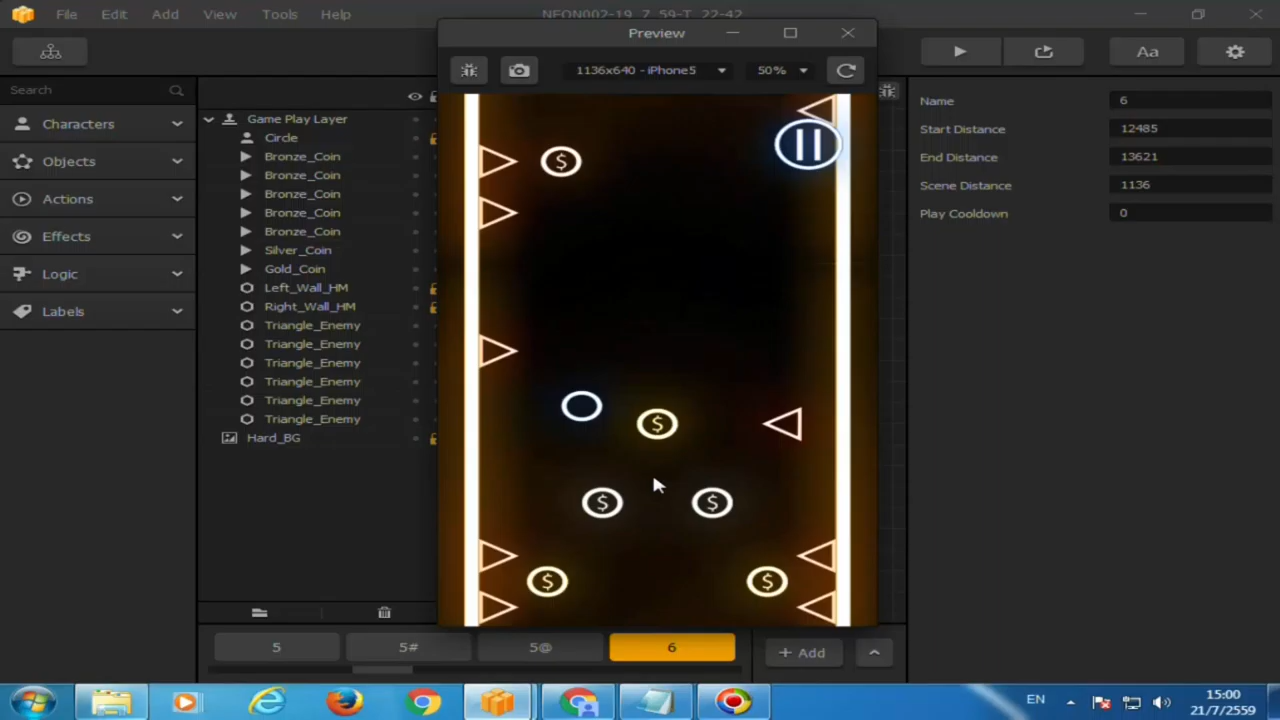 File Edit Add View Tools Help
NEON002-19_7_59-T_22-42
Preview
Aa
1136x640 - iPhone5
50%
Search
Characters
Objects
Actions
Effects
Logic
Labels
Game Play Layer
Circle
Bronze_Coin
Bronze_Coin
Bronze_Coin
Bronze_Coin
Bronze_Coin
Silver_Coin
Gold_Coin
Left_Wall_HM
Right_Wall_HM
Triangle_Enemy
Triangle_Enemy
Triangle_Enemy
Triangle_Enemy
Triangle_Enemy
Triangle_Enemy
Hard_BG
$
$
$
$
$
$
Name 6
Start Distance 12485
End Distance 13621
Scene Distance 1136
Play Cooldown 0
5 5# 5@ 6
+ Add
EN
15:00
21/7/2559